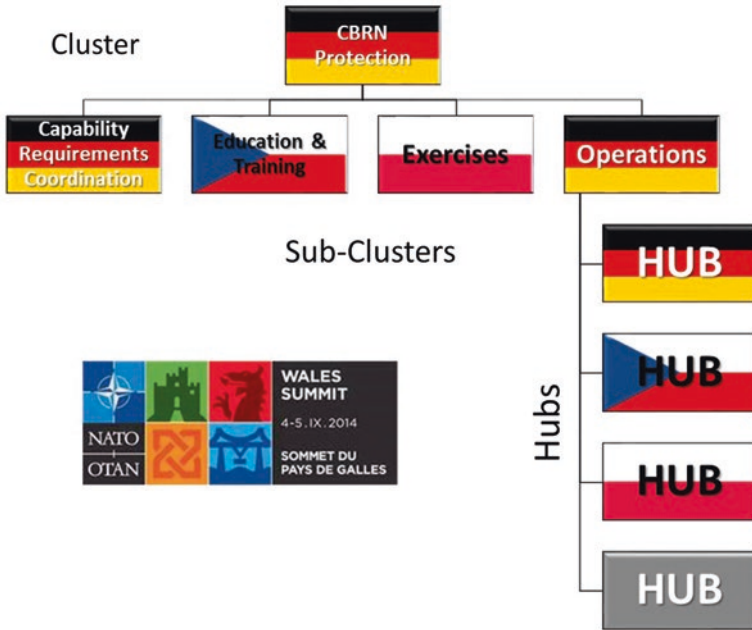 Cluster
CBRN
Protection
Capability
Requirements
Coordination
Education &
Training
Exercises
Operations
Sub-Clusters
HUB
HUB
HUB
HUB
Hubs
WALES
SUMMIT
4-5.IX.2014
NATO
OTAN
SOMMET DU
PAYS DE GALLES